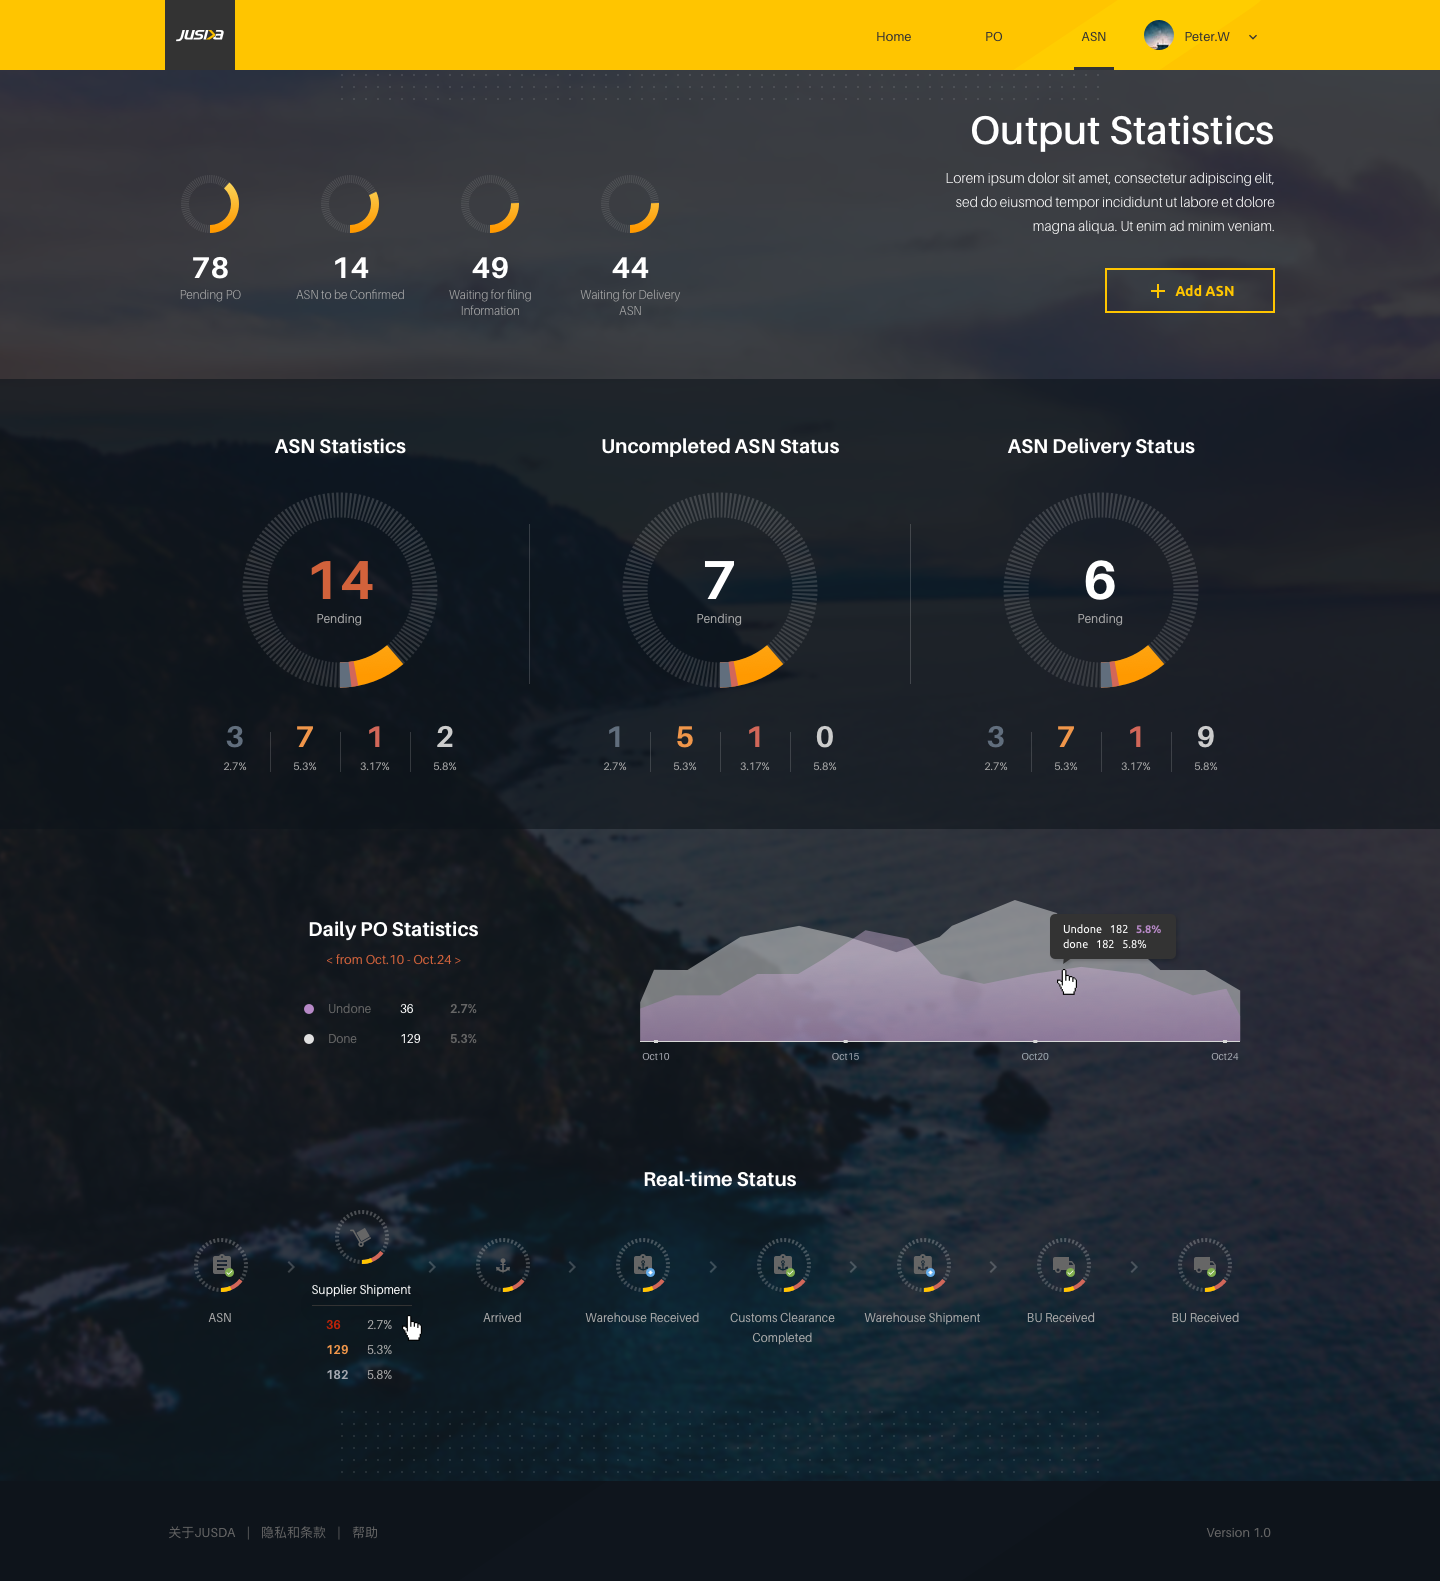 JUSDA
Home
PO
ASN
Peter.W
Output Statistics
Lorem ipsum dolor sit amet, consectetur adipiscing elit,
sed do eiusmod tempor incididunt ut labore et dolore
magna aliqua. Ut enim ad minim veniam.
Add ASN
78
Pending PO
14
ASN to be Confirmed
49
Waiting for filing
Information
44
Waiting for Delivery
ASN
ASN Statistics
14
Pending
3
2.7%
7
5.3%
1
3.17%
2
5.8%
Uncompleted ASN Status
7
Pending
1
2.7%
5
5.3%
1
3.17%
0
5.8%
ASN Delivery Status
6
Pending
3
2.7%
7
5.3%
1
3.17%
9
5.8%
Daily PO Statistics
< from Oct.10 - Oct.24 >
Undone 36 2.7%
Done 129 5.3%
Undone 182 5.8%
done 182 5.8%
Oct10
Oct15
Oct20
Oct24
Real-time Status
ASN
Supplier Shipment
36 2.7%
129 5.3%
182 5.8%
Arrived
Warehouse Received
Customs Clearance
Completed
Warehouse Shipment
BU Received
BU Received
关于JUSDA | 隐私和条款 | 帮助
Version 1.0